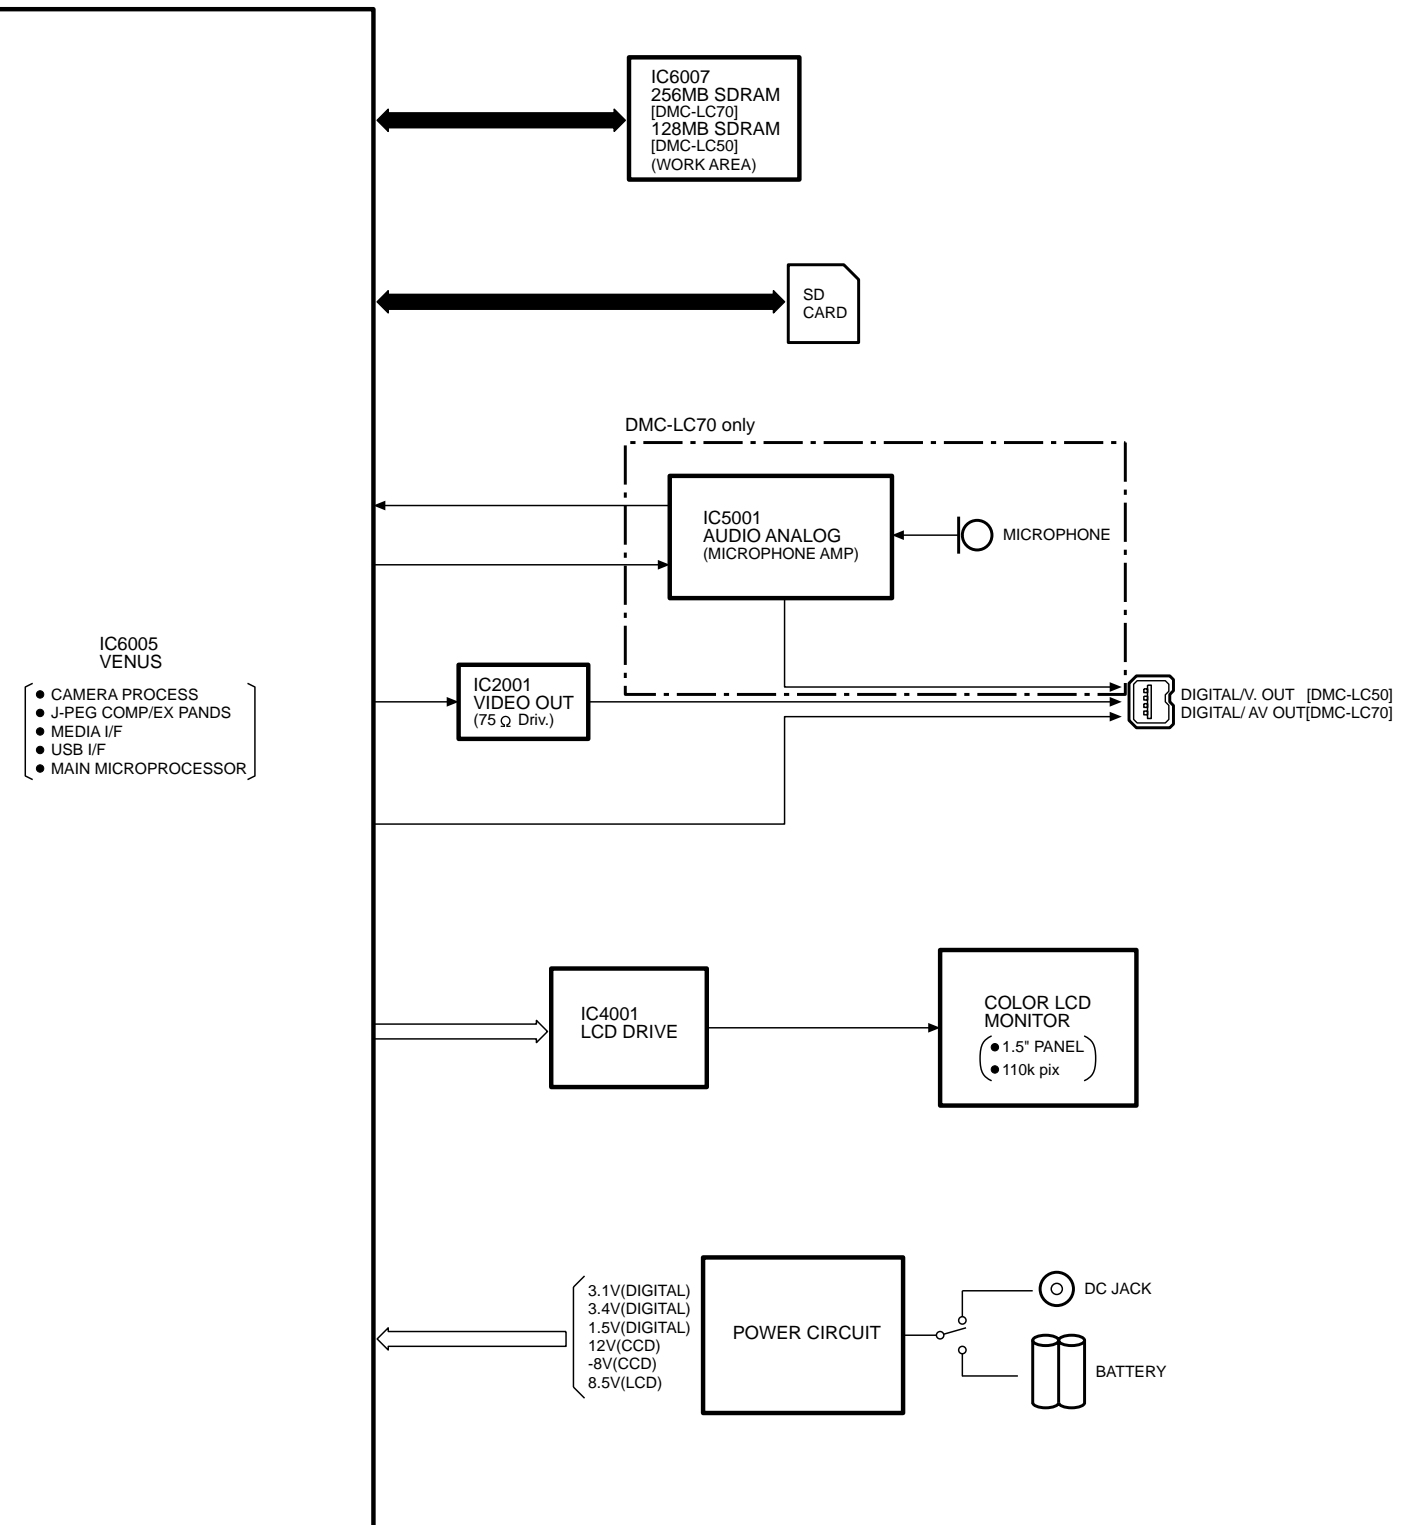 IC6007
256MB SDRAM
[DMC-LC70]
128MB SDRAM
[DMC-LC50]
(WORK AREA)
SD
CARD
DMC-LC70 only
IC5001
AUDIO ANALOG
(MICROPHONE AMP)
MICROPHONE
IC6005
VENUS
● CAMERA PROCESS
● J-PEG COMP/EX PANDS
● MEDIA I/F
● USB I/F
● MAIN MICROPROCESSOR
IC2001
VIDEO OUT
(75 Ω Driv.)
DIGITAL/V. OUT [DMC-LC50]
DIGITAL/ AV OUT[DMC-LC70]
IC4001
LCD DRIVE
COLOR LCD
MONITOR
● 1.5" PANEL
● 110k pix
3.1V(DIGITAL)
3.4V(DIGITAL)
1.5V(DIGITAL)
12V(CCD)
-8V(CCD)
8.5V(LCD)
POWER CIRCUIT
DC JACK
BATTERY